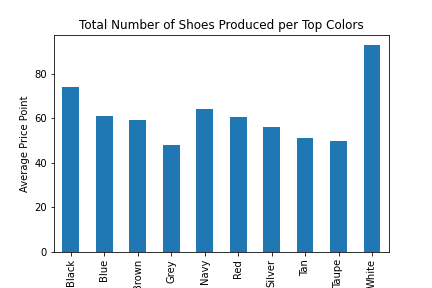 Total Number of Shoes Produced per Top Colors
Average Price Point
80
60
40
20
0
Black
Blue
Brown
Grey
Navy
Red
Silver
Tan
Taupe
White